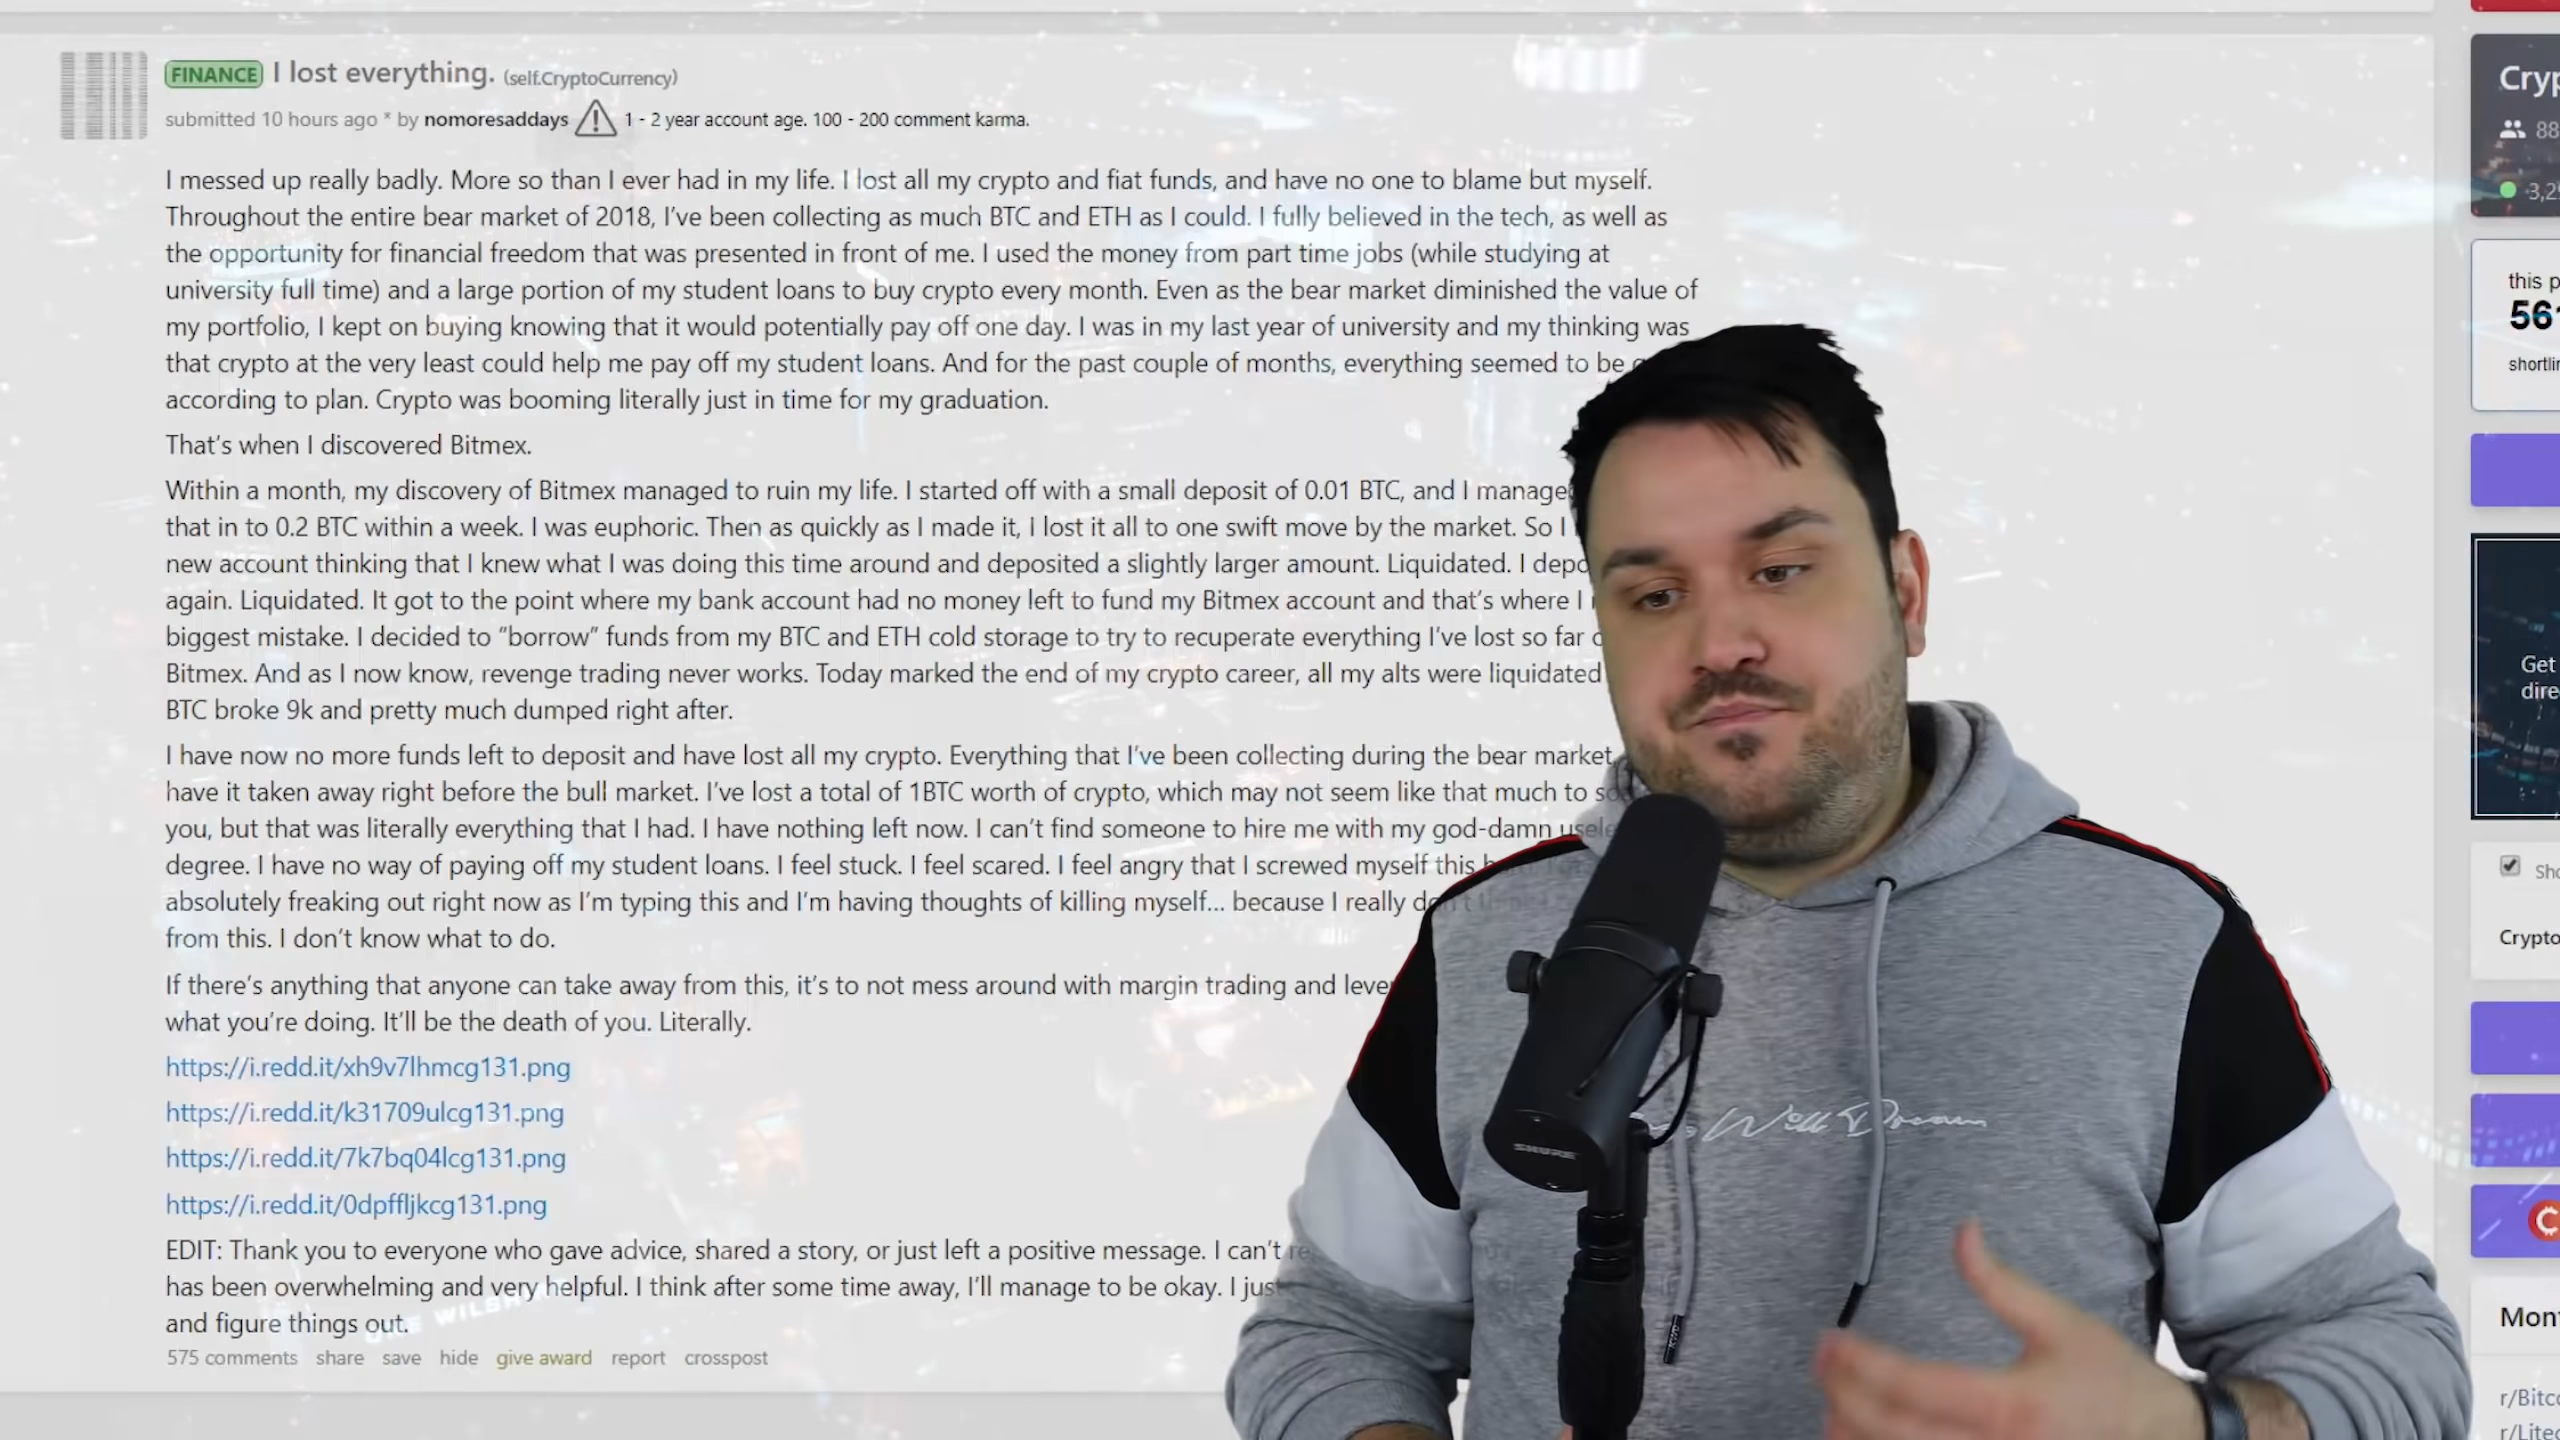 FINANCE I lost everything. (self.CryptoCurrency)
submitted 10 hours ago * by nomoresaddays 1 - 2 year account age. 100 - 200 comment karma.
I messed up really badly. More so than I ever had in my life. I lost all my crypto and fiat funds, and have no one to blame but myself.
Throughout the entire bear market of 2018, I've been collecting as much BTC and ETH as I could. I fully believed in the tech, as well as
the opportunity for financial freedom that was presented in front of me. I used the money from part time jobs (while studying at
university full time) and a large portion of my student loans to buy crypto every month. Even as the bear market diminished the value of
my portfolio, I kept on buying knowing that it would potentially pay off one day. I was in my last year of university and my thinking was
that crypto at the very least could help me pay off my student loans. And for the past couple of months, everything seemed to be
according to plan. Crypto was booming literally just in time for my graduation.
That's when I discovered Bitmex.
Within a month, my discovery of Bitmex managed to ruin my life. I started off with a small deposit of 0.01 BTC, and I manage
that in to 0.2 BTC within a week. I was euphoric. Then as quickly as I made it, I lost it all to one swift move by the market. So I
new account thinking that I knew what I was doing this time around and deposited a slightly larger amount. Liquidated. I depo
again. Liquidated. It got to the point where my bank account had no money left to fund my Bitmex account and that's where I
biggest mistake. I decided to "borrow" funds from my BTC and ETH cold storage to try to recuperate everything I've lost so far
Bitmex. And as I now know, revenge trading never works. Today marked the end of my crypto career, all my alts were liquidated
BTC broke 9k and pretty much dumped right after.
I have now no more funds left to deposit and have lost all my crypto. Everything that I've been collecting during the bear market,
have it taken away right before the bull market. I've lost a total of 1BTC worth of crypto, which may not seem like that much to so
you, but that was literally everything that I had. I have nothing left now. I can't find someone to hire me with my god-damn usele
degree. I have no way of paying off my student loans. I feel stuck. I feel scared. I feel angry that I screwed myself this
absolutely freaking out right now as I'm typing this and I'm having thoughts of killing myself... because I really don't
from this. I don't know what to do.
If there's anything that anyone can take away from this, it's to not mess around with margin trading and lever
what you're doing. It'll be the death of you. Literally.
https://i.redd.it/xh9v7lhmcg131.png
https://i.redd.it/k31709ulcg131.png
https://i.redd.it/7k7bq04lcg131.png
https://i.redd.it/0dpffljkcg131.png
EDIT: Thank you to everyone who gave advice, shared a story, or just left a positive message. I can't re
has been overwhelming and very helpful. I think after some time away, I'll manage to be okay. I just
and figure things out.
575 comments share save hide give award report crosspost
Cryp
88
3,2
this p
56
shortlin
Get
dire
Sho
Crypto
Mon
r/Bitc
r/Lite
Will Dream
SHURE